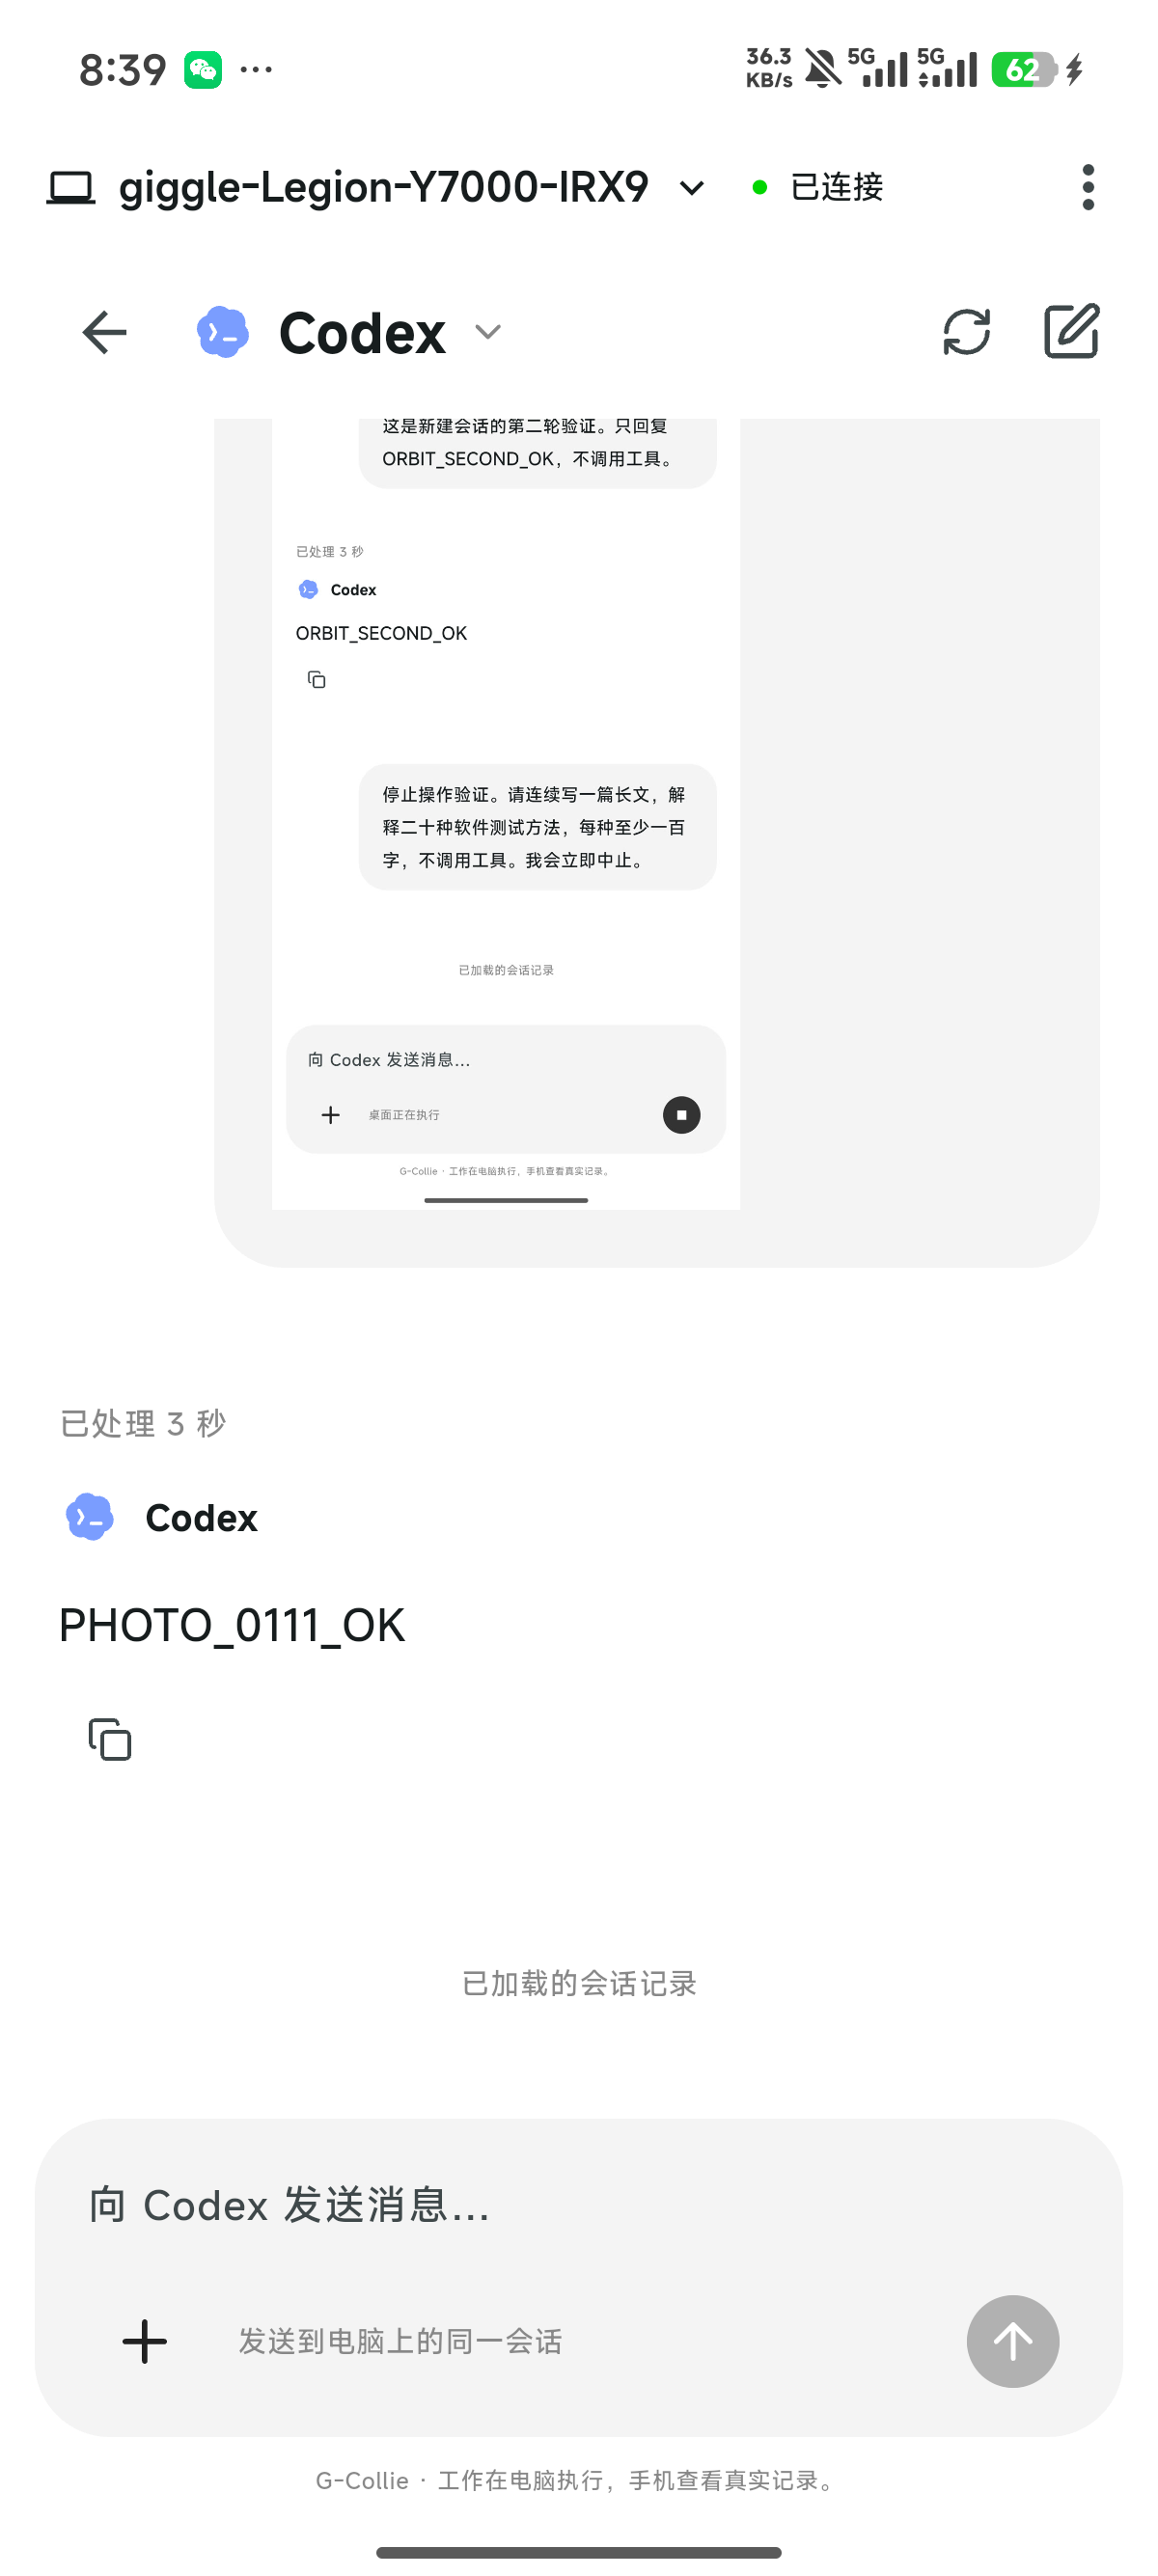 8:39
36.3 KB/s 5G 5G 62
giggle-Legion-Y7000-IRX9 已连接
Codex
这是新建会话的第二轮验证。只回复
ORBIT_SECOND_OK，不调用工具。
已处理 3 秒
Codex
ORBIT_SECOND_OK
停止操作验证。请连续写一篇长文，解
释二十种软件测试方法，每种至少一百
字，不调用工具。我会立即中止。
已加载的会话记录
向 Codex 发送消息...
桌面正在执行
G-Collie · 工作在电脑执行，手机查看真实记录。
已处理 3 秒
Codex
PHOTO_0111_OK
已加载的会话记录
向 Codex 发送消息...
发送到电脑上的同一会话
G-Collie · 工作在电脑执行，手机查看真实记录。